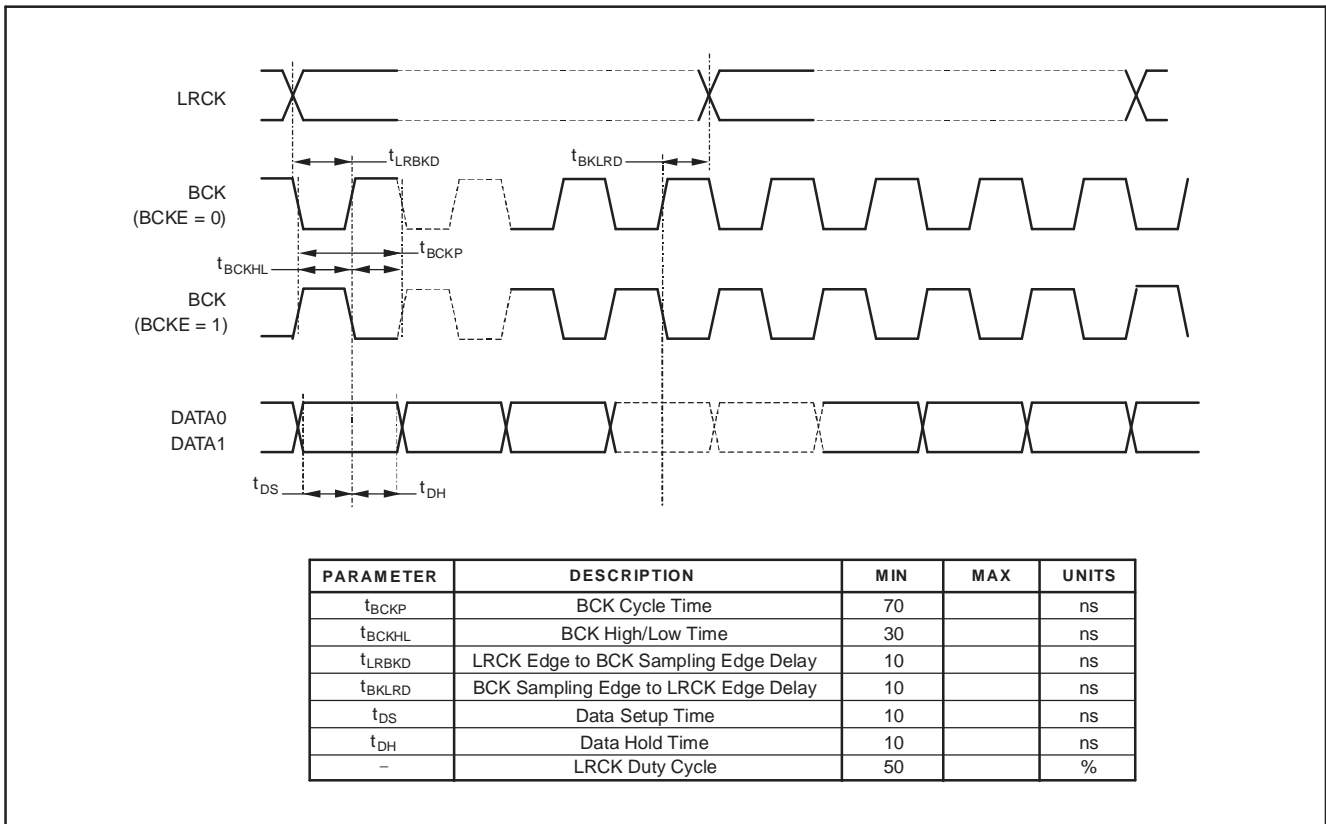 LRCK
tLRBKD
tBKLRD
BCK
(BCKE = 0)
tBCKP
tBCKHL
BCK
(BCKE = 1)
DATA0
DATA1
tDS
tDH
PARAMETER DESCRIPTION MIN MAX UNITS
tBCKP BCK Cycle Time 70 ns
tBCKHL BCK High/Low Time 30 ns
tLRBKD LRCK Edge to BCK Sampling Edge Delay 10 ns
tBKLRD BCK Sampling Edge to LRCK Edge Delay 10 ns
tDS Data Setup Time 10 ns
tDH Data Hold Time 10 ns
– LRCK Duty Cycle 50 %